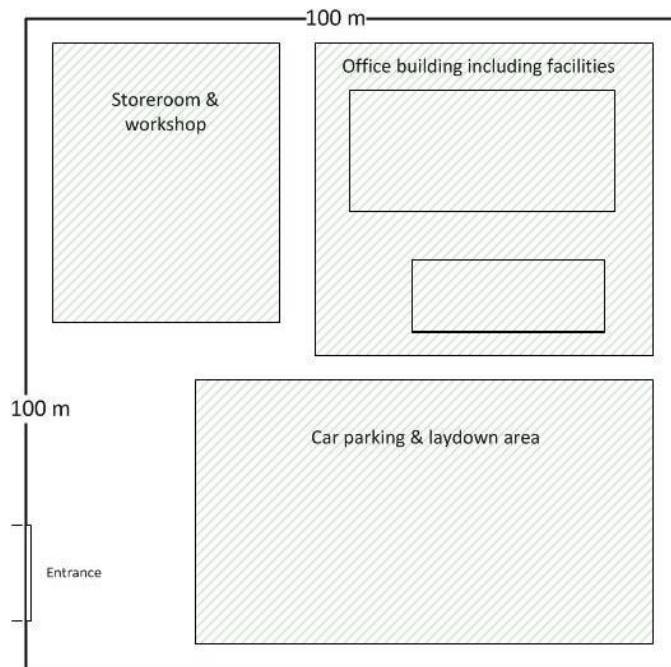 100 m
Office building including facilities
Storeroom &
workshop
100 m
Car parking & laydown area
Entrance